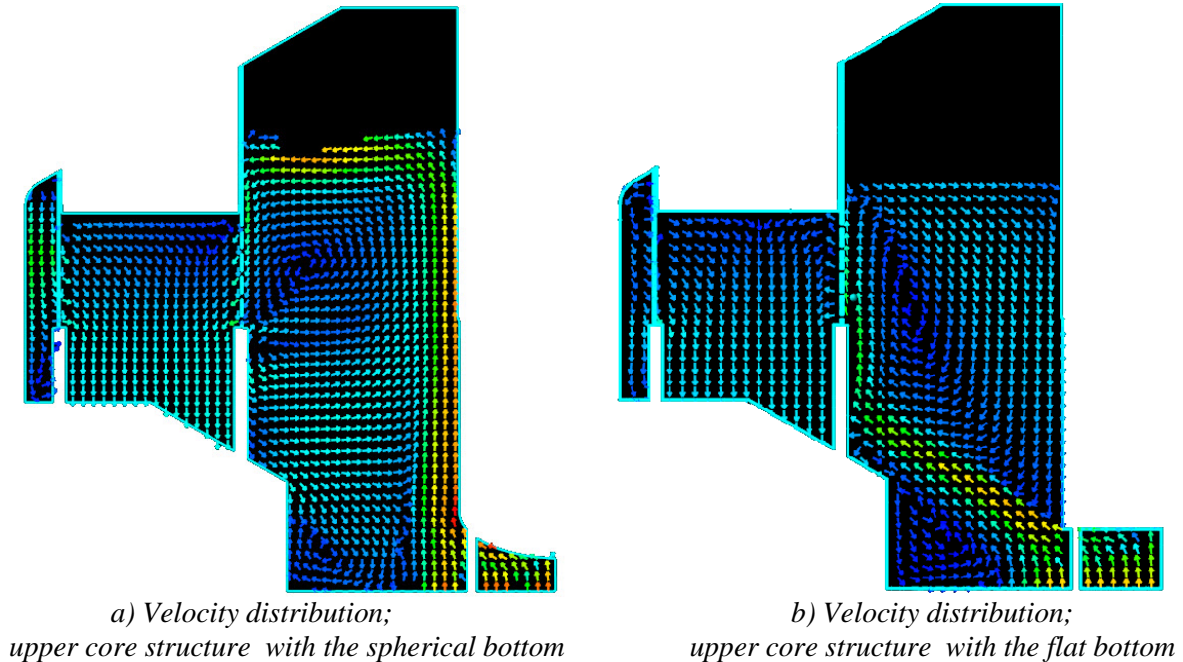 a) Velocity distribution;
upper core structure with the spherical bottom
b) Velocity distribution;
upper core structure with the flat bottom